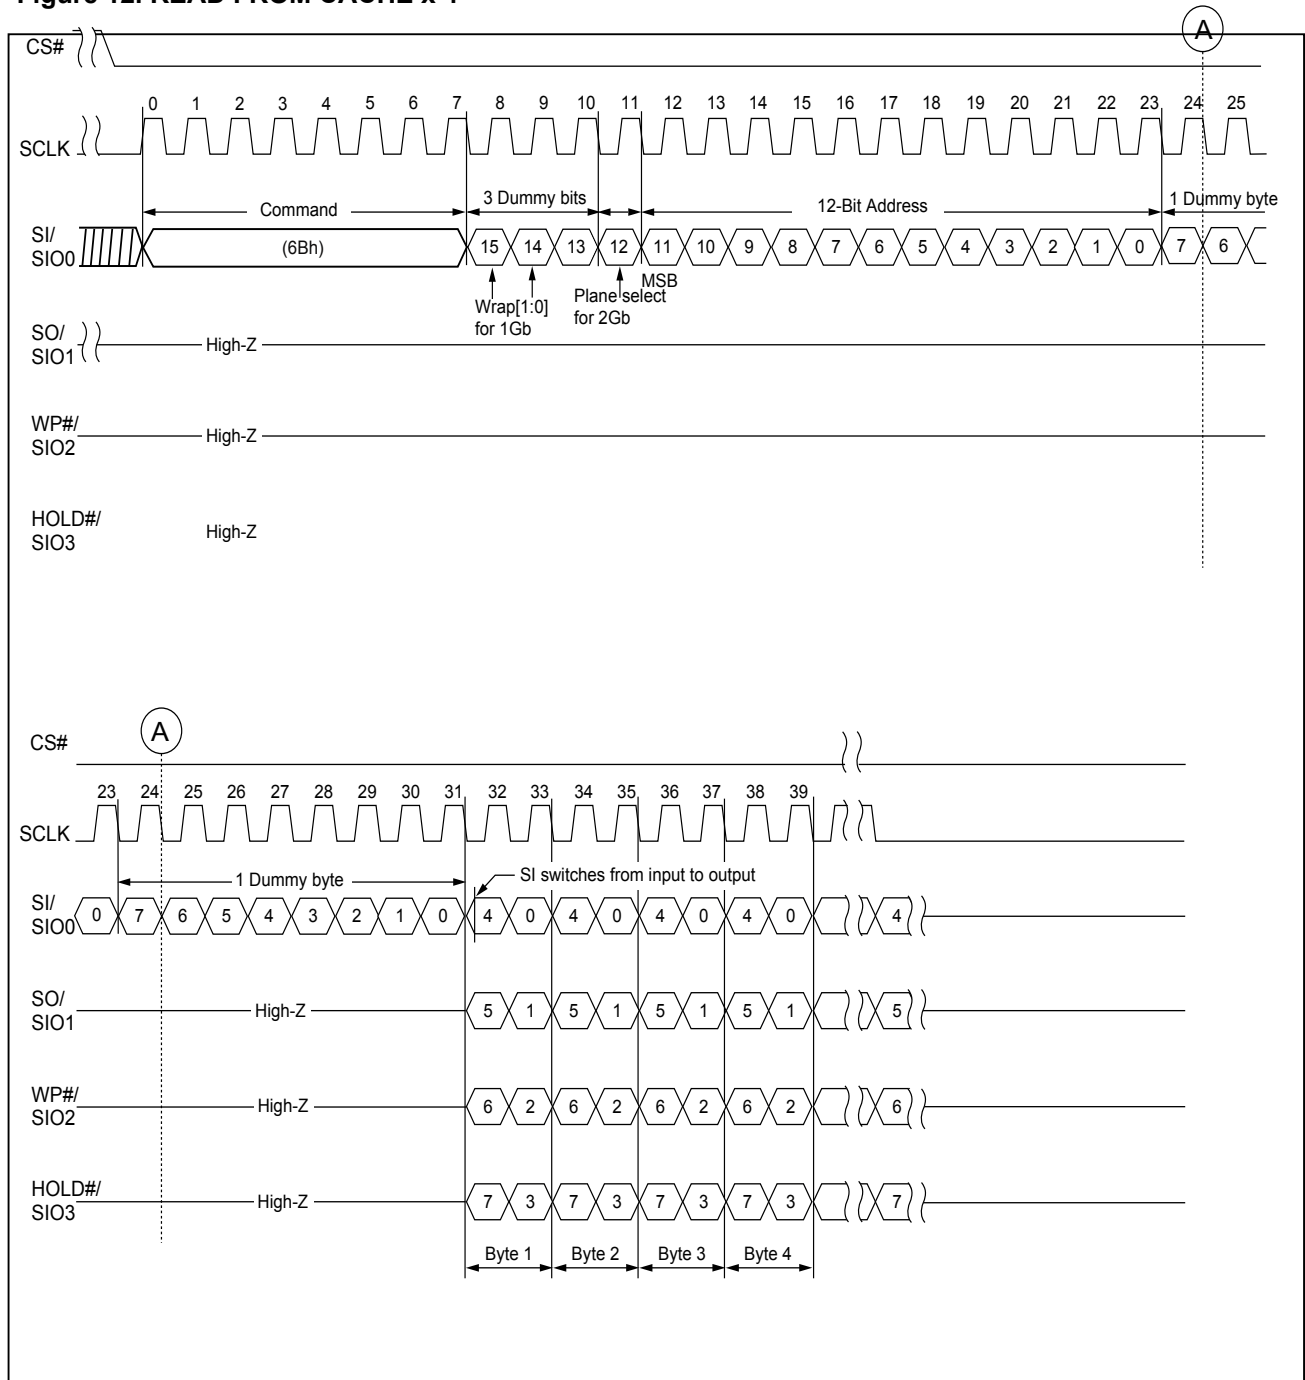 Figure 12. READ FROM CACHE x 4
A
CS#
0 1 2 3 4 5 6 7 8 9 10 11 12 13 14 15 16 17 18 19 20 21 22 23 24 25
SCLK
Command 3 Dummy bits 12-Bit Address 1 Dummy byte
SI/
SIO0
(6Bh) 15 14 13 12 11 10 9 8 7 6 5 4 3 2 1 0 7 6
MSB
Wrap[1:0]
for 1Gb
Plane select
for 2Gb
SO/
SIO1
High-Z
WP#/
SIO2
High-Z
HOLD#/
SIO3
High-Z
A
CS#
23 24 25 26 27 28 29 30 31 32 33 34 35 36 37 38 39
SCLK
1 Dummy byte SI switches from input to output
SI/
SIO0
0 7 6 5 4 3 2 1 0 4 0 4 0 4 0 4 0 4
SO/
SIO1
High-Z 5 1 5 1 5 1 5 1 5
WP#/
SIO2
High-Z 6 2 6 2 6 2 6 2 6
HOLD#/
SIO3
High-Z 7 3 7 3 7 3 7 3 7
Byte 1 Byte 2 Byte 3 Byte 4